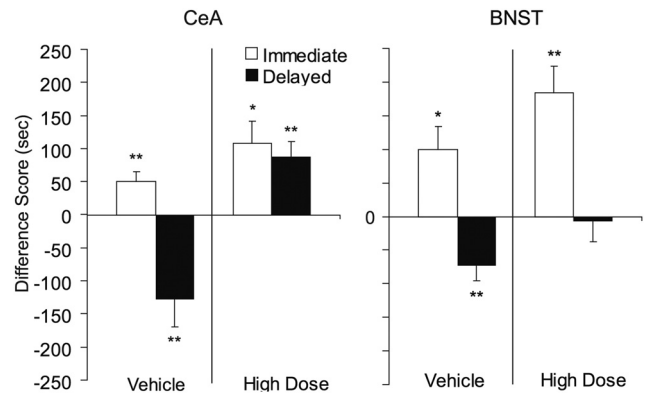 CeA
BNST
Immediate
Delayed
Difference Score (sec)
250
200
150
100
50
0
-50
-100
-150
-200
-250
**
**
*
**
Vehicle
High Dose
0
*
**
**
Vehicle
High Dose